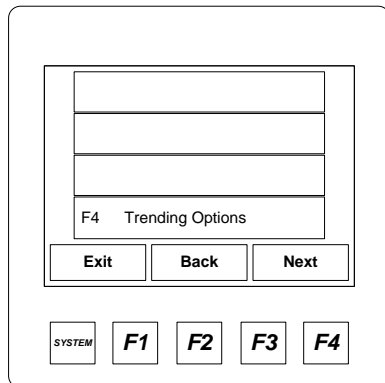 F4 Trending Options
Exit Back Next
SYSTEM F1 F2 F3 F4